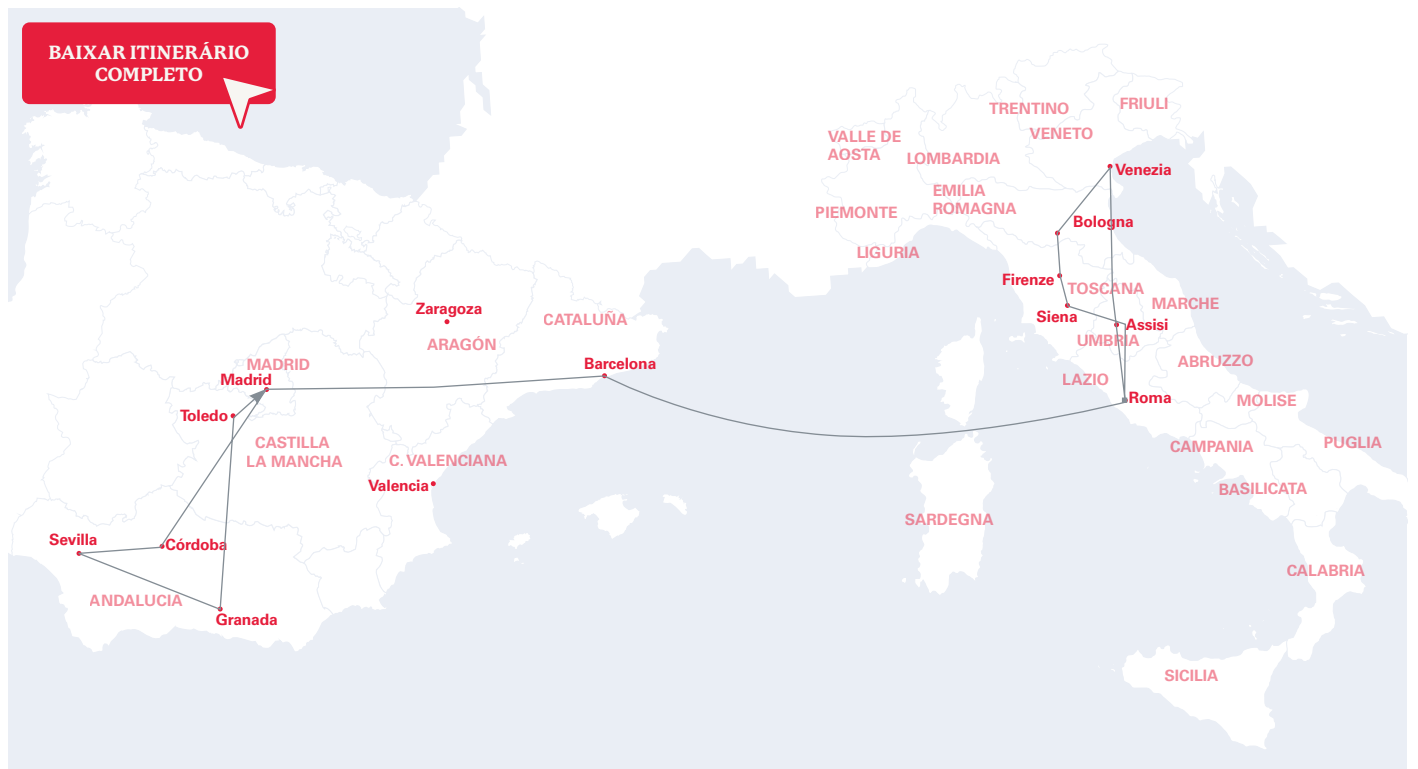 BAIXAR ITINERÁRIO
COMPLETO
TRENTINO
FRIULI
VENETO
VALLE DE
AOSTA
LOMBARDIA
Venezia
EMILIA
ROMAGNA
PIEMONTE
Bologna
LIGURIA
Firenze
TOSCANA
MARCHE
Zaragoza
Siena
CATALUÑA
Assisi
ARAGÓN
UMBRIA
MADRID
Barcelona
ABRUZZO
Madrid
LAZIO
Roma
MOLISE
Toledo
CASTILLA
LA MANCHA
CAMPANIA
PUGLIA
C. VALENCIANA
Valencia
BASILICATA
SARDEGNA
Sevilla
Córdoba
CALABRIA
ANDALUCIA
Granada
SICILIA